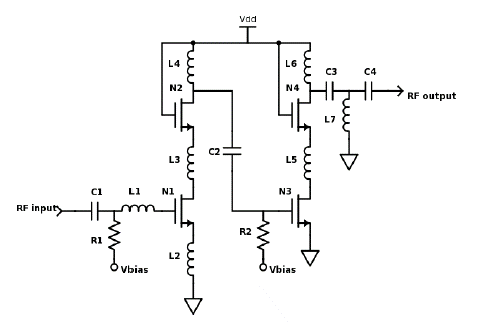 Vdd
L4
L6
N2
N4
C3
C4
RF output
L7
L3
C2
L5
C1
L1
N1
N3
RF input
R1
R2
Vbias
L2
Vbias